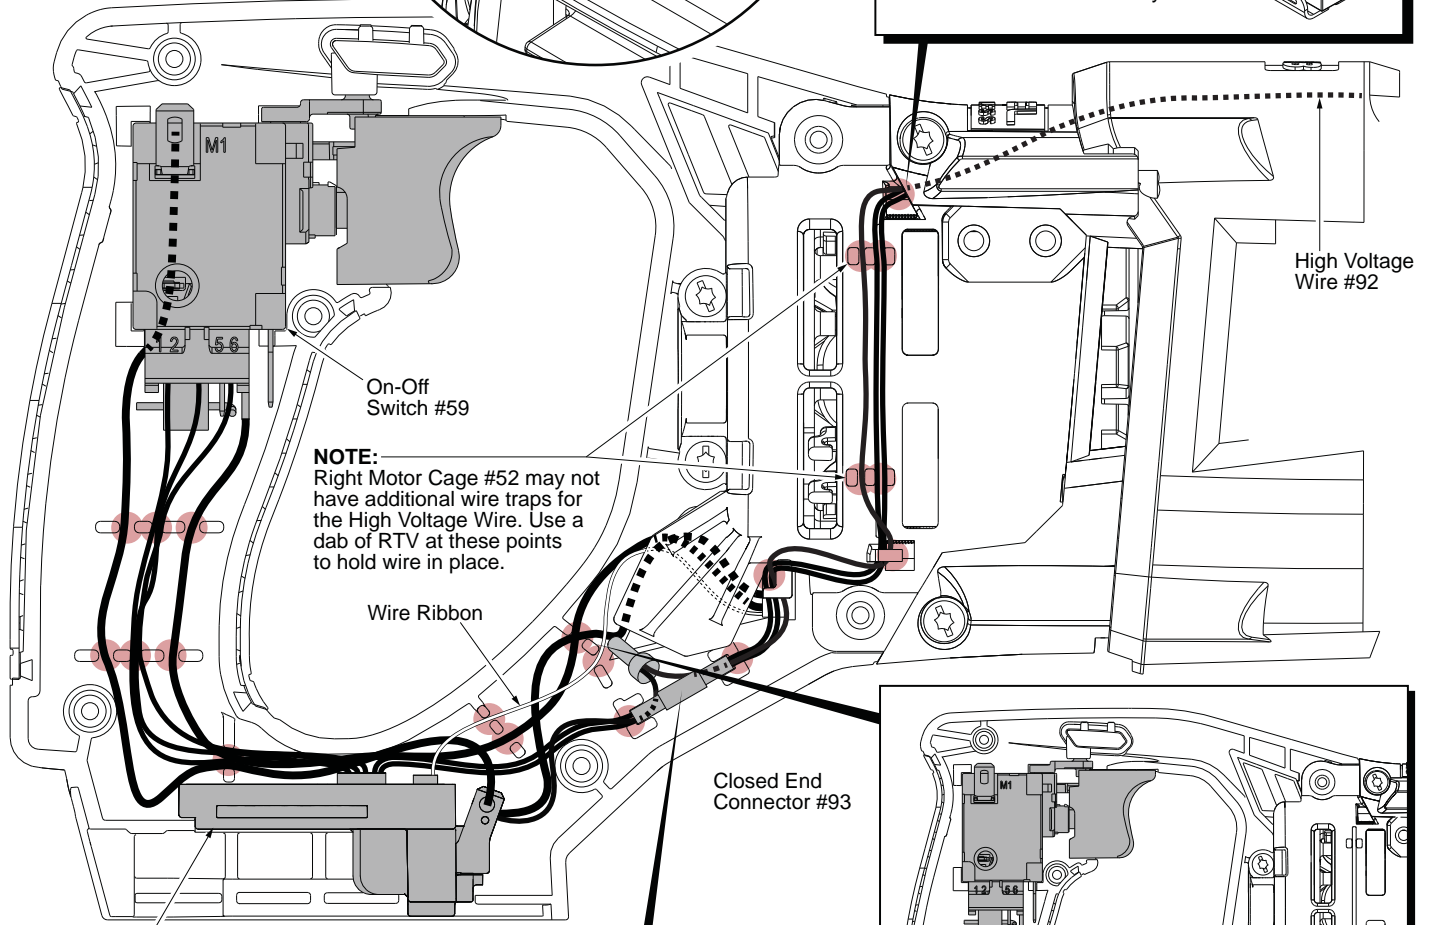 M1
1 2
5 6
High Voltage
Wire #92
On-Off
Switch #59
NOTE:
Right Motor Cage #52 may not
have additional wire traps for
the High Voltage Wire. Use a
dab of RTV at these points
to hold wire in place.
Wire Ribbon
Closed End
Connector #93
M1
1 2
5 6